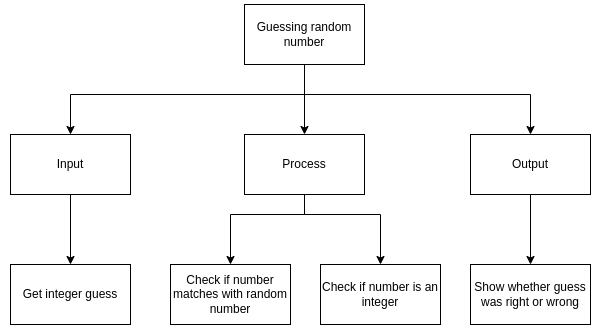 Guessing random
number
Input
Process
Output
Get integer guess
Check if number
matches with random
number
Check if number is an
integer
Show whether guess
was right or wrong